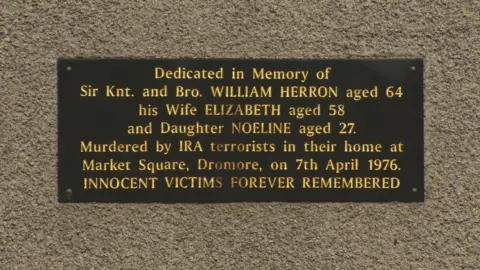 Dedicated in Memory of
Sir Knt. and Bro. WILLIAM HERRON aged 64
his Wife ELIZABETH aged 58
and Daughter NOELINE aged 27.
Murdered by IRA terrorists in their home at
Market Square, Dromore, on 7th April 1976.
INNOCENT VICTIMS FOREVER REMEMBERED